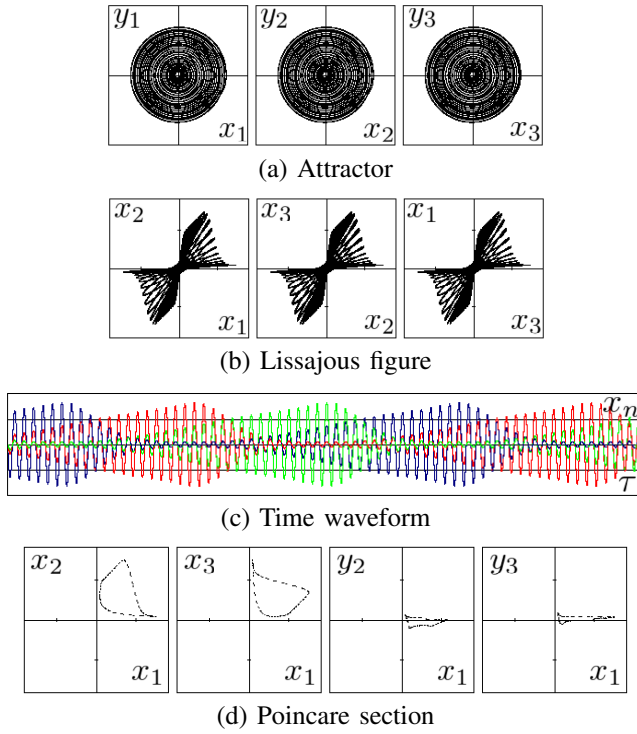 y1 y2 y3
x1 x2 x3
(a) Attractor
x2 x3 x1
x1 x2 x3
(b) Lissajous figure
xn
τ
(c) Time waveform
x2 x3 y2 y3
x1 x1 x1 x1
(d) Poincare section